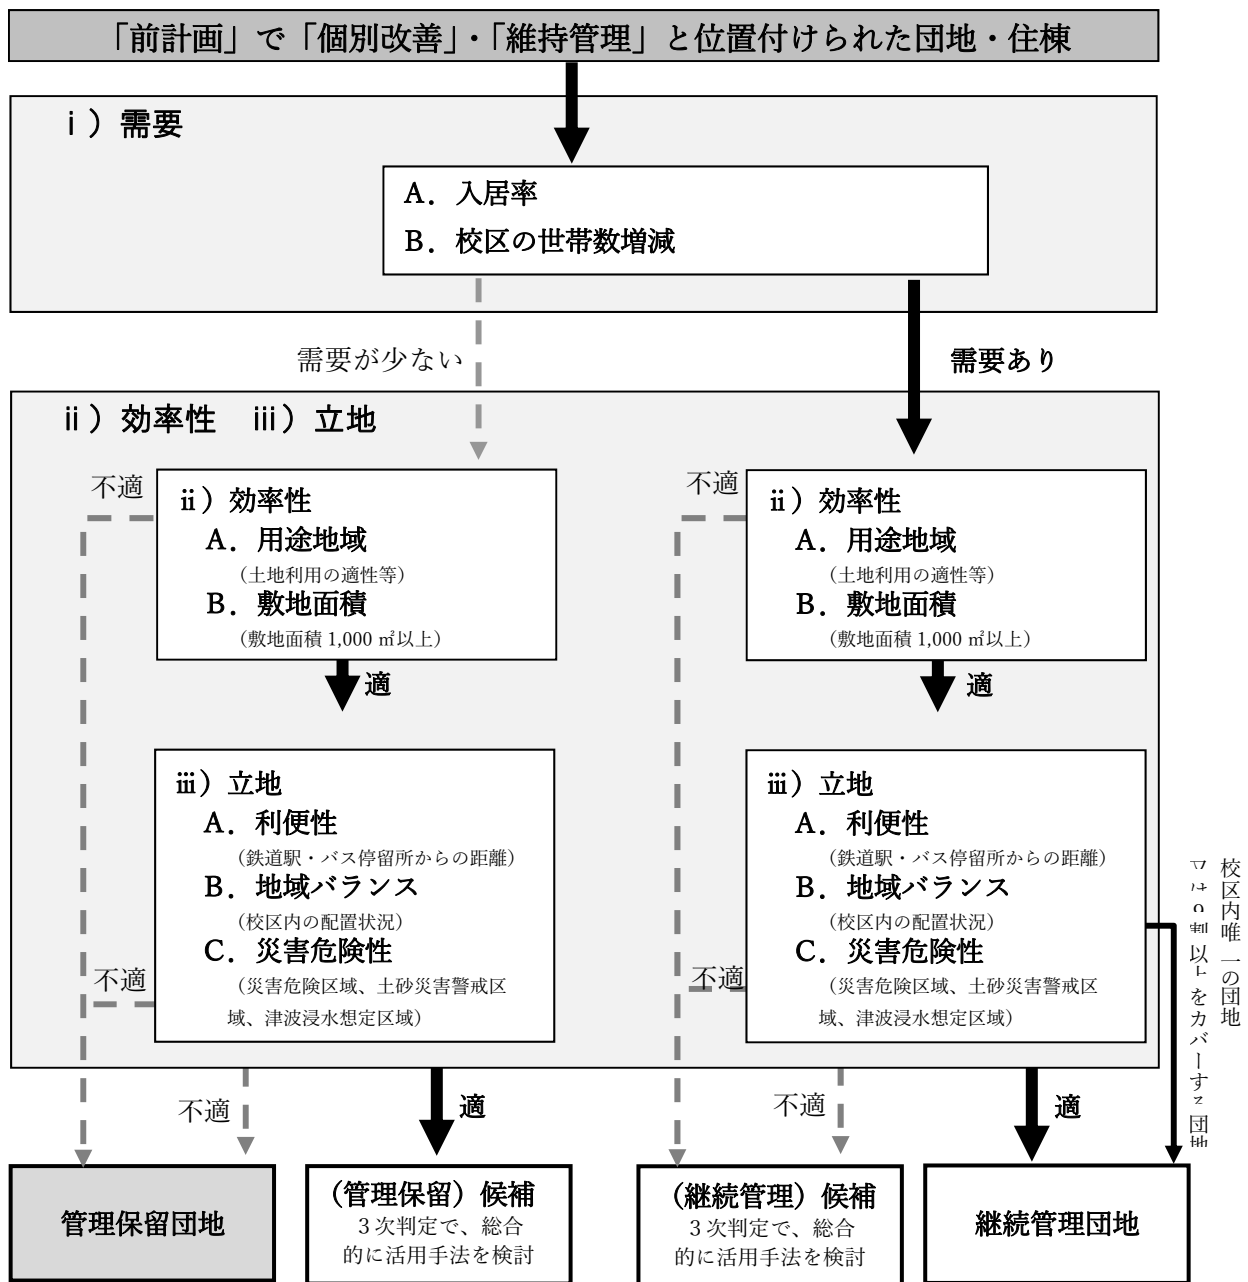 「前計画」で「個別改善」・「維持管理」と位置付けられた団地・住棟
ⅰ）需要
A．入居率
B．校区の世帯数増減
需要が少ない
需要あり
ⅱ）効率性　ⅲ）立地
不適
ⅱ）効率性
A．用途地域
（土地利用の適性等）
B．敷地面積
（敷地面積 1,000 ㎡以上）
適
ⅲ）立地
A．利便性
（鉄道駅・バス停留所からの距離）
B．地域バランス
（校区内の配置状況）
C．災害危険性
（災害危険区域、土砂災害警戒区
域、津波浸水想定区域）
不適
不適
ⅱ）効率性
A．用途地域
（土地利用の適性等）
B．敷地面積
（敷地面積 1,000 ㎡以上）
適
ⅲ）立地
A．利便性
（鉄道駅・バス停留所からの距離）
B．地域バランス
（校区内の配置状況）
C．災害危険性
（災害危険区域、土砂災害警戒区
域、津波浸水想定区域）
不適
校区内唯一の団地
以上をカバーする団地
不適
適
不適
適
管理保留団地
（管理保留）候補
３次判定で、総合
的に活用手法を検討
（継続管理）候補
３次判定で、総合
的に活用手法を検討
継続管理団地